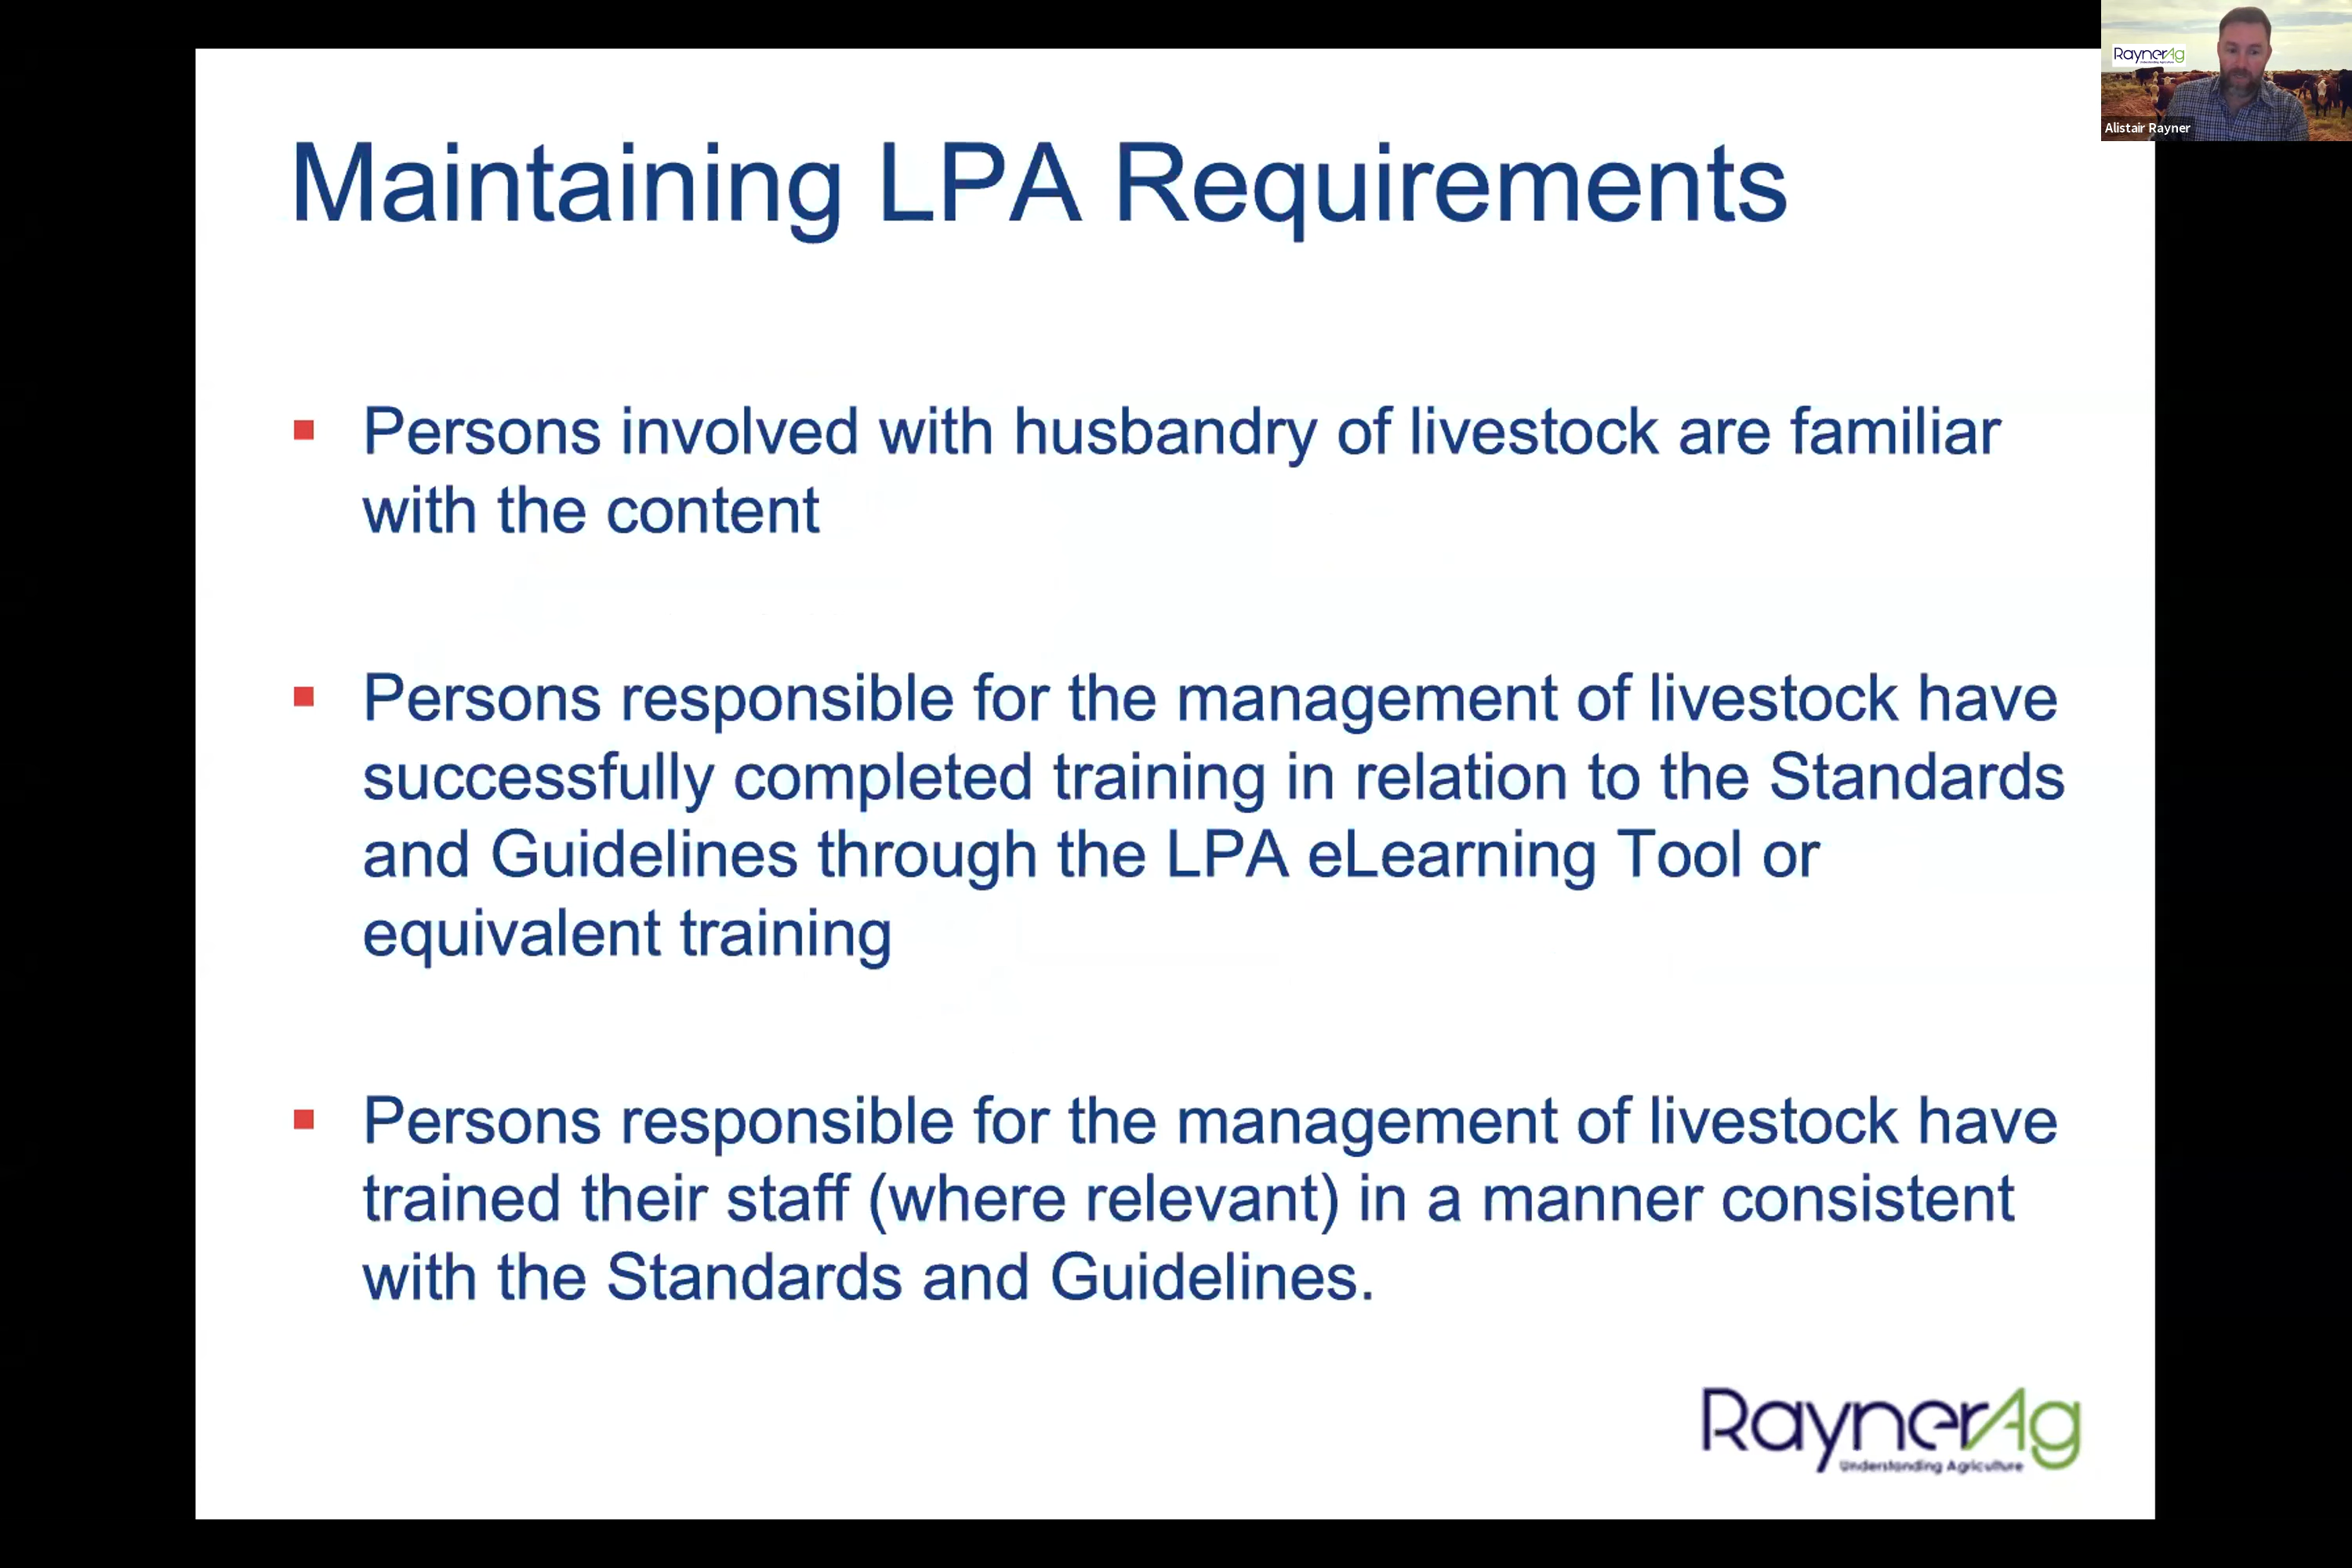 RaynerAg
Alistair Rayner
Maintaining LPA Requirements
Persons involved with husbandry of livestock are familiar
with the content
Persons responsible for the management of livestock have
successfully completed training in relation to the Standards
and Guidelines through the LPA eLearning Tool or
equivalent training
Persons responsible for the management of livestock have
trained their staff (where relevant) in a manner consistent
with the Standards and Guidelines.
RaynerAg
Understanding Agriculture